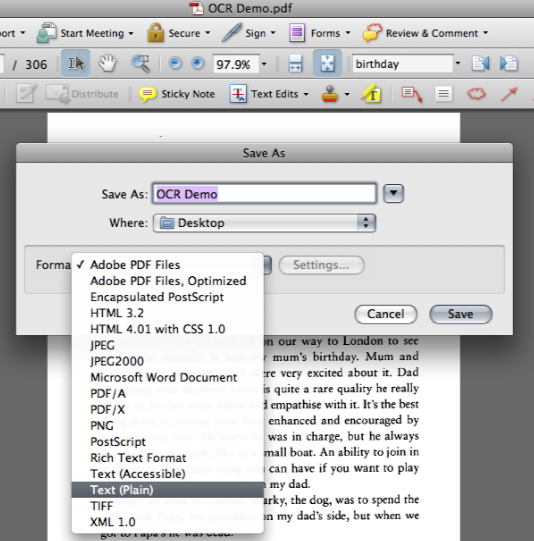 OCR Demo.pdf
ort Start Meeting Secure Sign Forms Review & Comment
/ 306 97.9% birthday
Distribute Sticky Note Text Edits
Save As
Save As: OCR Demo
Where: Desktop
Forma ✓ Adobe PDF Files Settings...
Adobe PDF Files, Optimized
Encapsulated PostScript
HTML 3.2
HTML 4.01 with CSS 1.0
JPEG
JPEG2000
Microsoft Word Document
PDF/A
PDF/X
PNG
PostScript
Rich Text Format
Text (Accessible)
Text (Plain)
TIFF
XML 1.0
Cancel Save
on our way to London to see
mum's birthday. Mum and
ere very excited about it. Dad
is quite a rare quality he really
d empathise with it. It's the best
enhanced and encouraged by
was in charge, but he always
mall boat. An ability to join in
can have if you want to play
n my dad.
arky, the dog, was to spend the
on my dad's side, but when we
got to Papa's he was dead.